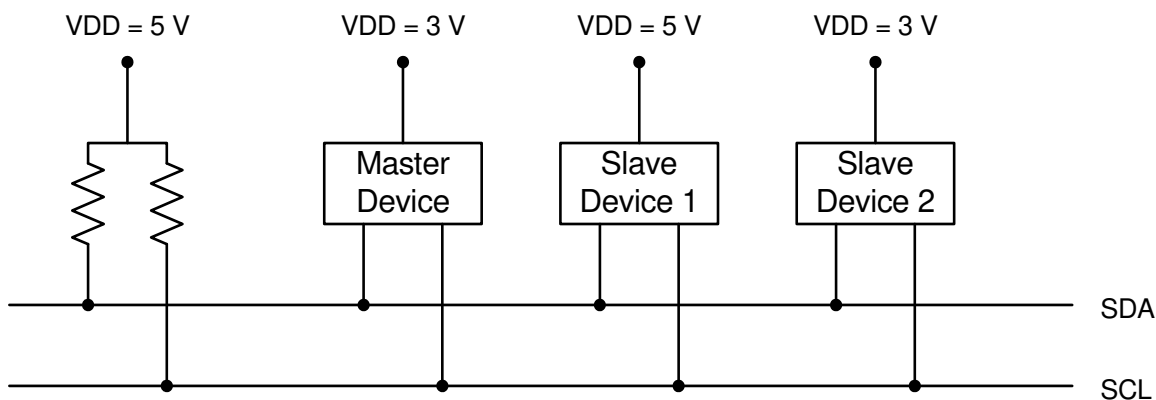 VDD = 5 V
VDD = 3 V
VDD = 5 V
VDD = 3 V
Master
Device
Slave
Device 1
Slave
Device 2
SDA
SCL